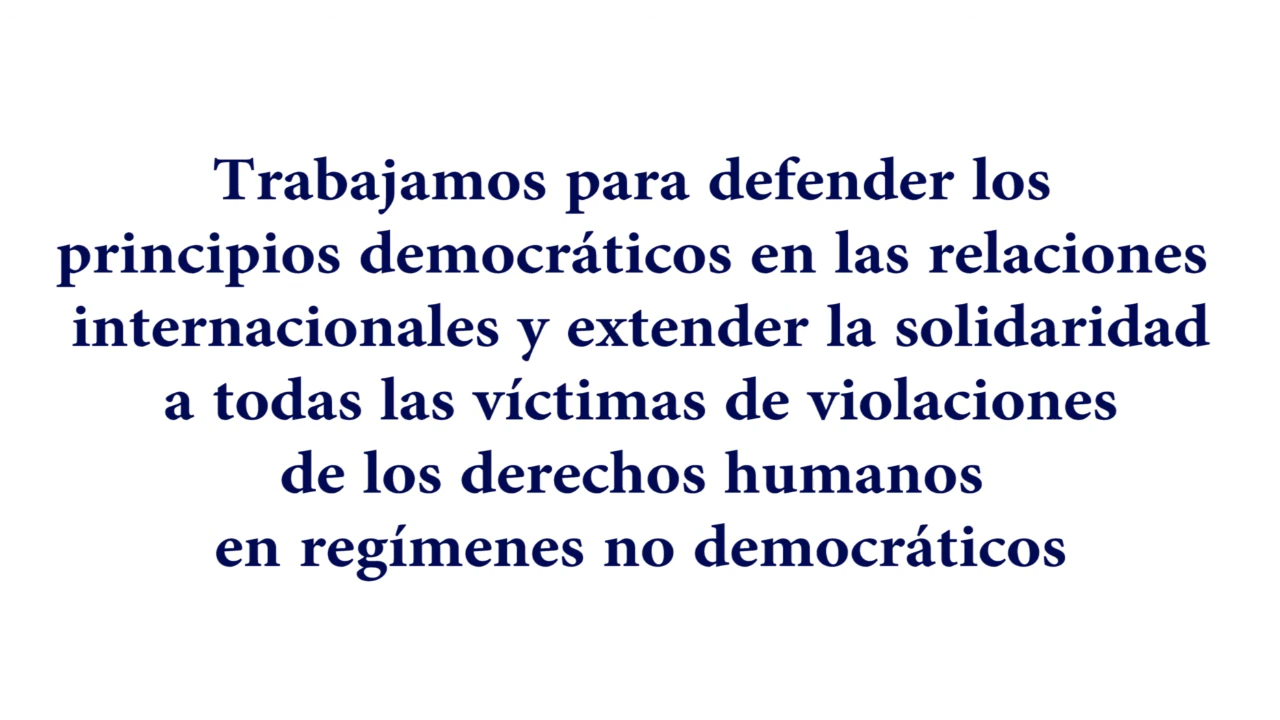 Trabajamos para defender los
principios democráticos en las relaciones
internacionales y extender la solidaridad
a todas las víctimas de violaciones
de los derechos humanos
en regímenes no democráticos